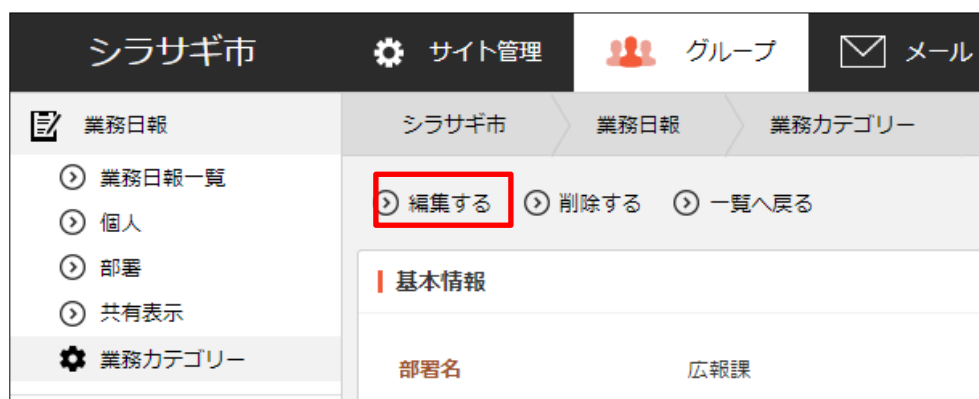 シラサギ市 サイト管理 グループ メール
業務日報
業務日報一覧
個人
部署
共有表示
業務カテゴリー
シラサギ市 業務日報 業務カテゴリー
編集する 削除する 一覧へ戻る
基本情報
部署名 広報課